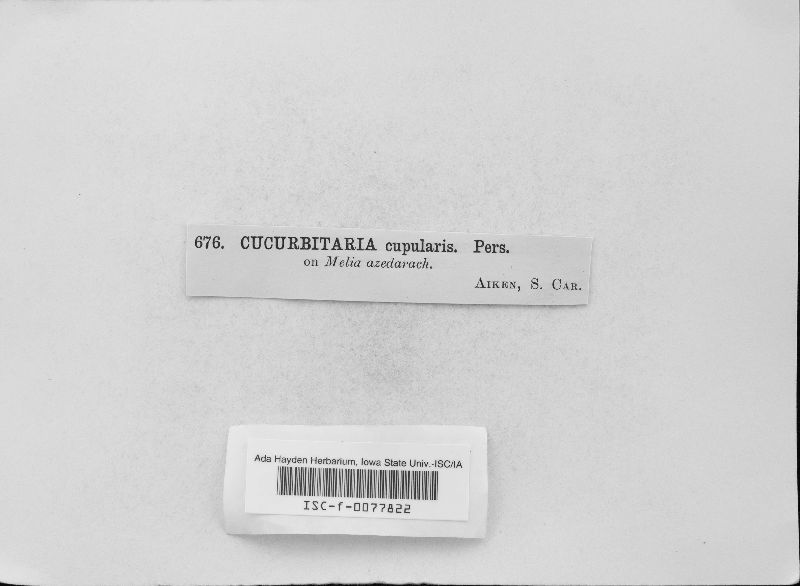 676. CUCURBITARIA cupularis. Pers.
on Melia azedarach.
AIKEN, S. CAR.
Ada Hayden Herbarium, Iowa State Univ.-ISC/IA
ISC-f-0077822